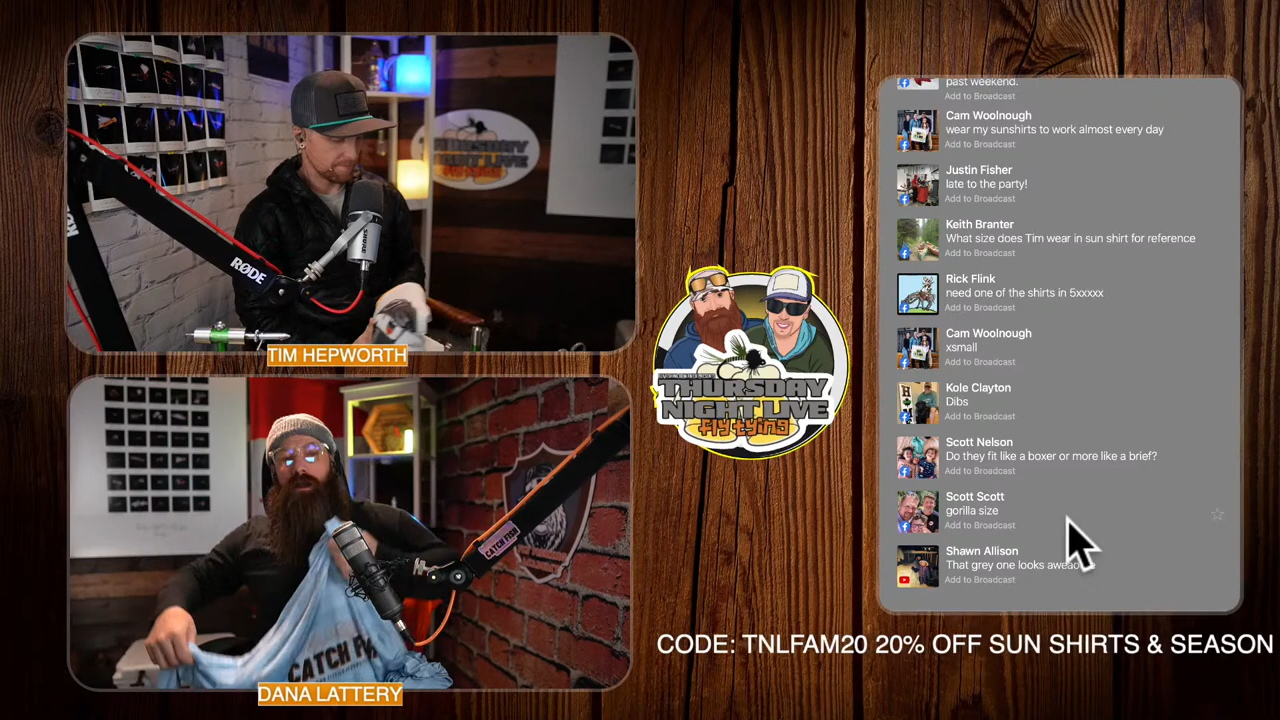 THURSDAY
NIGHT LIVE
RØDE
SHURE
TIM HEPWORTH
CATCH FISH
CATCH
DANA LATTERY
THURSDAY
NIGHT LIVE
fly tying
past weekend.
Add to Broadcast
Cam Woolnough
wear my sunshirts to work almost every day
Add to Broadcast
Justin Fisher
late to the party!
Add to Broadcast
Keith Branter
What size does Tim wear in sun shirt for reference
Add to Broadcast
Rick Flink
need one of the shirts in 5xxxxx
Add to Broadcast
Cam Woolnough
xsmall
Add to Broadcast
Kole Clayton
Dibs
Add to Broadcast
Scott Nelson
Do they fit like a boxer or more like a brief?
Add to Broadcast
Scott Scott
gorilla size
Add to Broadcast
Shawn Allison
That grey one looks
Add to Broadcast
CODE: TNLFAM20 20% OFF SUN SHIRTS & SEASON